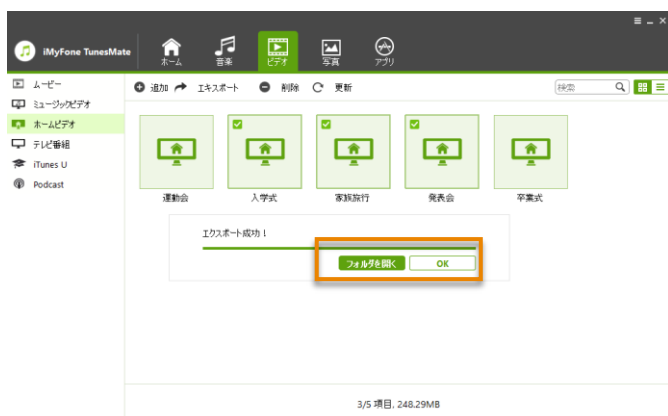 iMyFone TunesMate
ホーム
音楽
ビデオ
写真
アプリ
ムービー
ミュージックビデオ
ホームビデオ
テレビ番組
iTunes U
Podcast
追加 エキスポート 削除 更新
検索
運動会 入学式 家族旅行 発表会 卒業式
エクスポート成功！
フォルダを開く OK
3/5 項目, 248.29MB